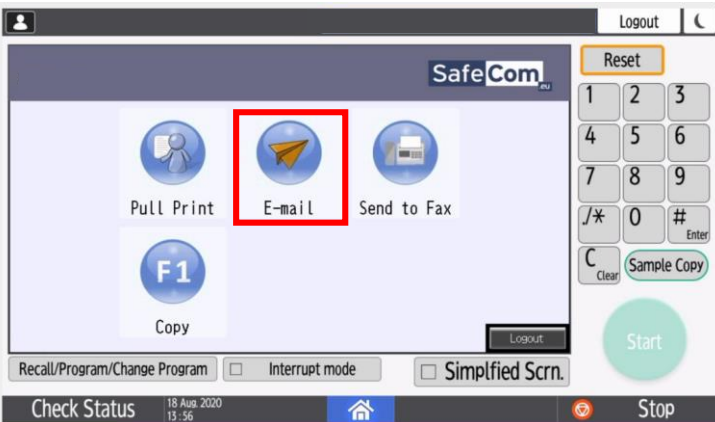 Logout
SafeCom.eu
Reset
1 2 3
4 5 6
7 8 9
./* 0 # Enter
C Clear Sample Copy
Pull Print E-mail Send to Fax
F1
Copy
Logout
Start
Recall/Program/Change Program Interrupt mode Simplfied Scrn.
Check Status 18 Aug. 2020 Stop
13:56